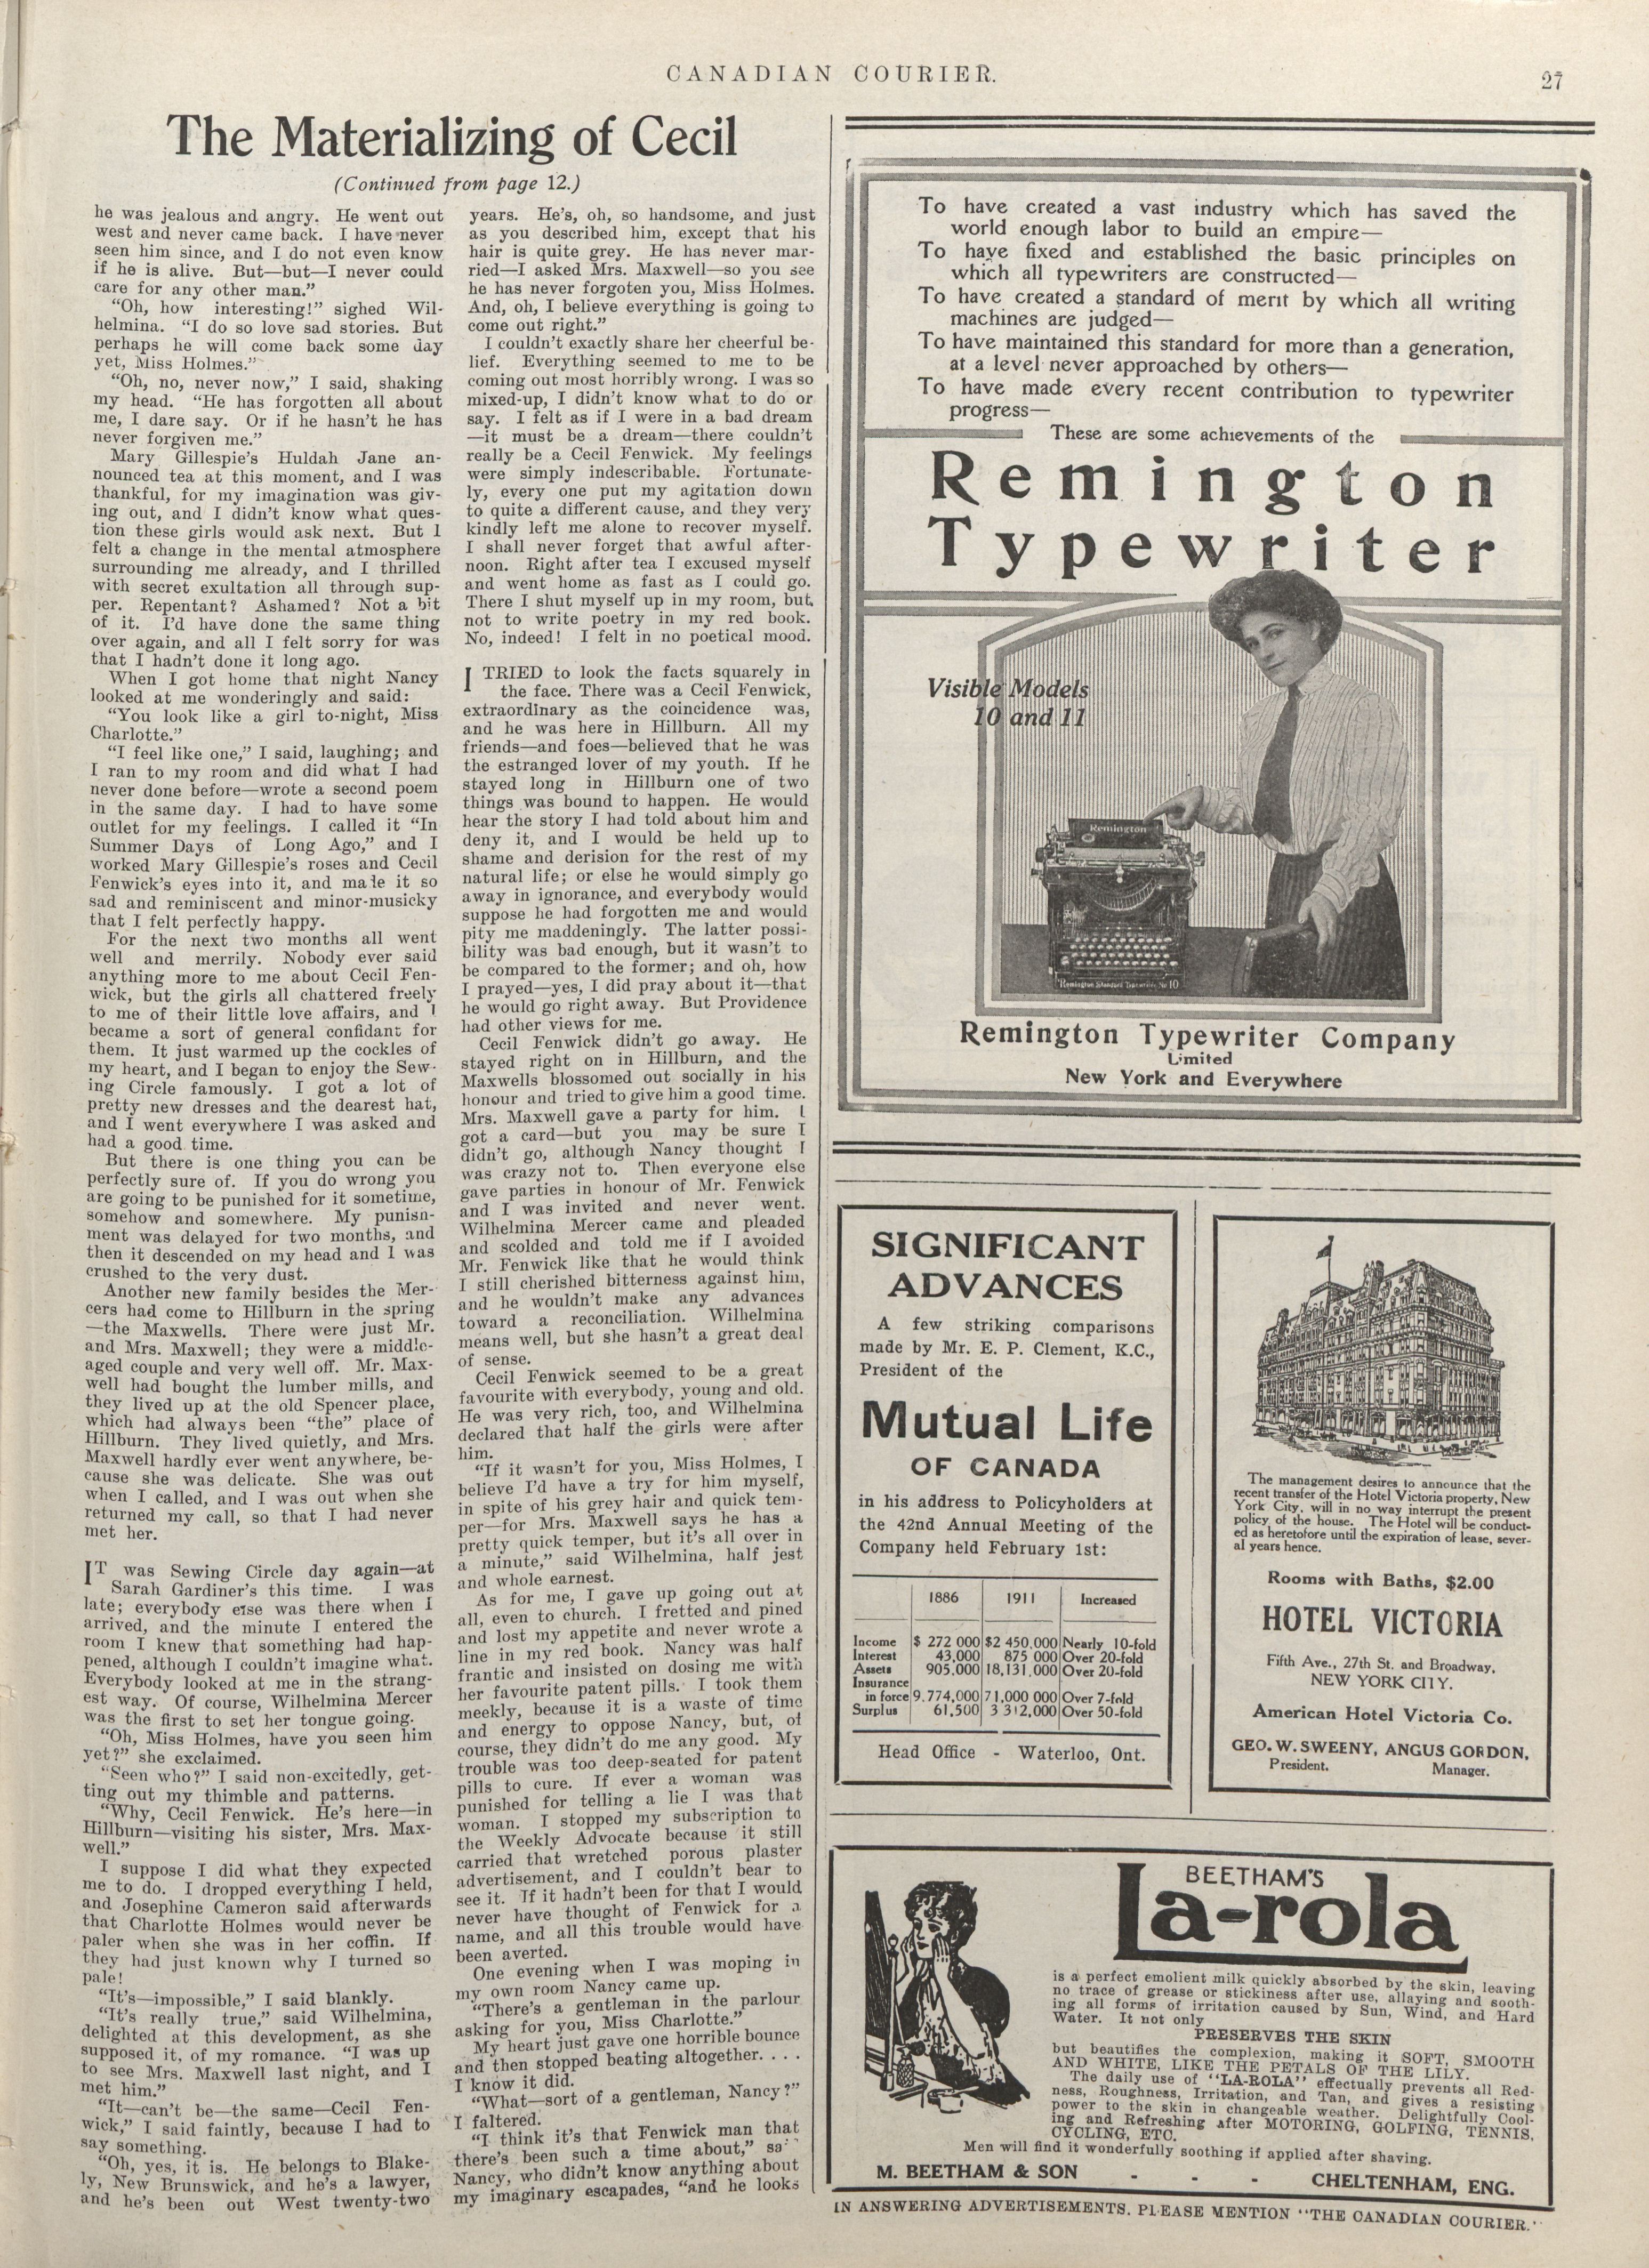 CANADIAN COURIER.
27
The Materializing of Cecil
(Continued from page 12.)
he was jealous and angry. He went out
west and never came back. I have never
seen him since, and I do not even know
if he is alive. But—but—I never could
care for any other man."
"Oh, how interesting!" sighed Wil-
helmina. "I do so love sad stories. But
perhaps he will come back some day
yet, Miss Holmes."
"Oh, no, never now," I said, shaking
my head. "He has forgotten all about
me, I dare say. Or if he hasn't he has
never forgiven me."
Mary Gillespie's Huldah Jane an-
nounced tea at this moment, and I was
thankful, for my imagination was giv-
ing out, and I didn't know what ques-
tion these girls would ask next. But I
felt a change in the mental atmosphere
surrounding me already, and I thrilled
with secret exultation all through sup-
per. Repentant? Ashamed? Not a bit
of it. I'd have done the same thing
over again, and all I felt sorry for was
that I hadn't done it long ago.
When I got home that night Nancy
looked at me wonderingly and said:
"You look like a girl to-night, Miss
Charlotte."
"I feel like one," I said, laughing; and
I ran to my room and did what I had
never done before—wrote a second poem
in the same day. I had to have some
outlet for my feelings. I called it "In
Summer Days of Long Ago," and I
worked Mary Gillespie's roses and Cecil
Fenwick's eyes into it, and made it so
sad and reminiscent and minor-musicky
that I felt perfectly happy.
For the next two months all went
well and merrily. Nobody ever said
anything more to me about Cecil Fen-
wick, but the girls all chattered freely
to me of their little love affairs, and I
became a sort of general confidant for
them. It just warmed up the cockles of
my heart, and I began to enjoy the Sew-
ing Circle famously. I got a lot of
pretty new dresses and the dearest hat,
and I went everywhere I was asked and
had a good time.
But there is one thing you can be
perfectly sure of. If you do wrong you
are going to be punished for it sometime,
somehow and somewhere. My punish-
ment was delayed for two months, and
then it descended on my head and I was
crushed to the very dust.
Another new family besides the Mer-
cers had come to Hillburn in the spring
—the Maxwells. There were just Mr.
and Mrs. Maxwell; they were a middle-
aged couple and very well off. Mr. Max-
well had bought the lumber mills, and
they lived up at the old Spencer place,
which had always been "the" place of
Hillburn. They lived quietly, and Mrs.
Maxwell hardly ever went anywhere, be-
cause she was delicate. She was out
when I called, and I was out when she
returned my call, so that I had never
met her.
IT was Sewing Circle day again—at
Sarah Gardiner's this time. I was
late; everybody else was there when I
arrived, and the minute I entered the
room I knew that something had hap-
pened, although I couldn't imagine what.
Everybody looked at me in the strang-
est way. Of course, Wilhelmina Mercer
was the first to set her tongue going.
"Oh, Miss Holmes, have you seen him
yet?" she exclaimed.
"Seen who?" I said non-excitedly, get-
ting out my thimble and patterns.
"Why, Cecil Fenwick. He's here—in
Hillburn—visiting his sister, Mrs. Max-
well."
I suppose I did what they expected
me to do. I dropped everything I held,
and Josephine Cameron said afterwards
that Charlotte Holmes would never be
paler when she was in her coffin. If
they had just known why I turned so
pale!
"It's—impossible," I said blankly.
"It's really true," said Wilhelmina,
delighted at this development, as she
supposed it, of my romance. "I was up
to see Mrs. Maxwell last night, and I
met him."
"It—can't be—the same—Cecil Fen-
wick," I said faintly, because I had to
say something.
"Oh, yes, it is. He belongs to Blake-
ly, New Brunswick, and he's a lawyer,
and he's been out West twenty-two
years. He's, oh, so handsome, and just
as you described him, except that his
hair is quite grey. He has never mar-
ried—I asked Mrs. Maxwell—so you see
he has never forgoten you, Miss Holmes.
And, oh, I believe everything is going to
come out right."
I couldn't exactly share her cheerful be-
lief. Everything seemed to me to be
coming out most horribly wrong. I was so
mixed-up, I didn't know what to do or
say. I felt as if I were in a bad dream
—it must be a dream—there couldn't
really be a Cecil Fenwick. My feelings
were simply indescribable. Fortunate-
ly, every one put my agitation down
to quite a different cause, and they very
kindly left me alone to recover myself.
I shall never forget that awful after-
noon. Right after tea I excused myself
and went home as fast as I could go.
There I shut myself up in my room, but
not to write poetry in my red book.
No, indeed! I felt in no poetical mood.
I TRIED to look the facts squarely in
the face. There was a Cecil Fenwick,
extraordinary as the coincidence was,
and he was here in Hillburn. All my
friends—and foes—believed that he was
the estranged lover of my youth. If he
stayed long in Hillburn one of two
things was bound to happen. He would
hear the story I had told about him and
deny it, and I would be held up to
shame and derision for the rest of my
natural life; or else he would simply go
away in ignorance, and everybody would
suppose he had forgotten me and would
pity me maddeningly. The latter possi-
bility was bad enough, but it wasn't to
be compared to the former; and oh, how
I prayed—yes, I did pray about it—that
he would go right away. But Providence
had other views for me.
Cecil Fenwick didn't go away. He
stayed right on in Hillburn, and the
Maxwells blossomed out socially in his
honour and tried to give him a good time.
Mrs. Maxwell gave a party for him. I
got a card—but you may be sure I
didn't go, although Nancy thought I
was crazy not to. Then everyone else
gave parties in honour of Mr. Fenwick
and I was invited and never went.
Wilhelmina Mercer came and pleaded
and scolded and told me if I avoided
Mr. Fenwick like that he would think
I still cherished bitterness against him,
and he wouldn't make any advances
toward a reconciliation. Wilhelmina
means well, but she hasn't a great deal
of sense.
Cecil Fenwick seemed to be a great
favourite with everybody, young and old.
He was very rich, too, and Wilhelmina
declared that half the girls were after
him.
"If it wasn't for you, Miss Holmes, I
believe I'd have a try for him myself,
in spite of his grey hair and quick tem-
per—for Mrs. Maxwell says he has a
pretty quick temper, but it's all over in
a minute," said Wilhelmina, half jest
and whole earnest.
As for me, I gave up going out at
all, even to church. I fretted and pined
and lost my appetite and never wrote a
line in my red book. Nancy was half
frantic and insisted on dosing me with
her favourite patent pills. I took them
meekly, because it is a waste of time
and energy to oppose Nancy, but, of
course, they didn't do me any good. My
trouble was too deep-seated for patent
pills to cure. If ever a woman was
punished for telling a lie I was that
woman. I stopped my subscription to
the Weekly Advocate because it still
carried that wretched porous plaster
advertisement, and I couldn't bear to
see it. If it hadn't been for that I would
never have thought of Fenwick for a
name, and all this trouble would have
been averted.
One evening when I was moping in
my own room Nancy came up.
"There's a gentleman in the parlour
asking for you, Miss Charlotte."
My heart just gave one horrible bounce
and then stopped beating altogether. . . .
I know it did.
"What—sort of a gentleman, Nancy?"
I faltered.
"I think it's that Fenwick man that
there's been such a time about,"
Nancy, who didn't know anything about
my imaginary escapades, "and he looks
To have created a vast industry which has saved the
world enough labor to build an empire—
To have fixed and established the basic principles on
which all typewriters are constructed—
To have created a standard of merit by which all writing
machines are judged—
To have maintained this standard for more than a generation,
at a level never approached by others—
To have made every recent contribution to typewriter
progress—
These are some achievements of the
Remington
Typewriter
Visible Models
10 and 11
Remington
Remington Standard Typewriter No 10
Remington Typewriter Company
Limited
New York and Everywhere
SIGNIFICANT
ADVANCES
A few striking comparisons
made by Mr. E. P. Clement, K.C.,
President of the
Mutual Life
OF CANADA
in his address to Policyholders at
the 42nd Annual Meeting of the
Company held February 1st:
1886 1911 Increased
Income $ 272 000 $2 450,000 Nearly 10-fold
Interest 43,000 875 000 Over 20-fold
Assets 905,000 18,131,000 Over 20-fold
Insurance
in force 9.774,000 71,000 000 Over 7-fold
Surplus 61,500 3 312,000 Over 50-fold
Head Office - Waterloo, Ont.
The management desires to announce that the
recent transfer of the Hotel Victoria property, New
York City, will in no way interrupt the present
policy of the house. The Hotel will be conduct-
ed as heretofore until the expiration of lease, sever-
al years hence.
Rooms with Baths, $2.00
HOTEL VICTORIA
Fifth Ave., 27th St. and Broadway,
NEW YORK CITY.
American Hotel Victoria Co.
GEO. W. SWEENY, ANGUS GORDON,
President. Manager.
BEETHAM'S
La-rola
is a perfect emolient milk quickly absorbed by the skin, leaving
no trace of grease or stickiness after use, allaying and sooth-
ing all forms of irritation caused by Sun, Wind, and Hard
Water. It not only
PRESERVES THE SKIN
but beautifies the complexion, making it SOFT, SMOOTH
AND WHITE, LIKE THE PETALS OF THE LILY.
The daily use of "LA-ROLA" effectually prevents all Red-
ness, Roughness, Irritation, and Tan, and gives a resisting
power to the skin in changeable weather. Delightfully Cool-
ing and Refreshing after MOTORING, GOLFING, TENNIS,
CYCLING, ETC.
Men will find it wonderfully soothing if applied after shaving.
M. BEETHAM & SON - - - CHELTENHAM, ENG.
IN ANSWERING ADVERTISEMENTS, PLEASE MENTION "THE CANADIAN COURIER."